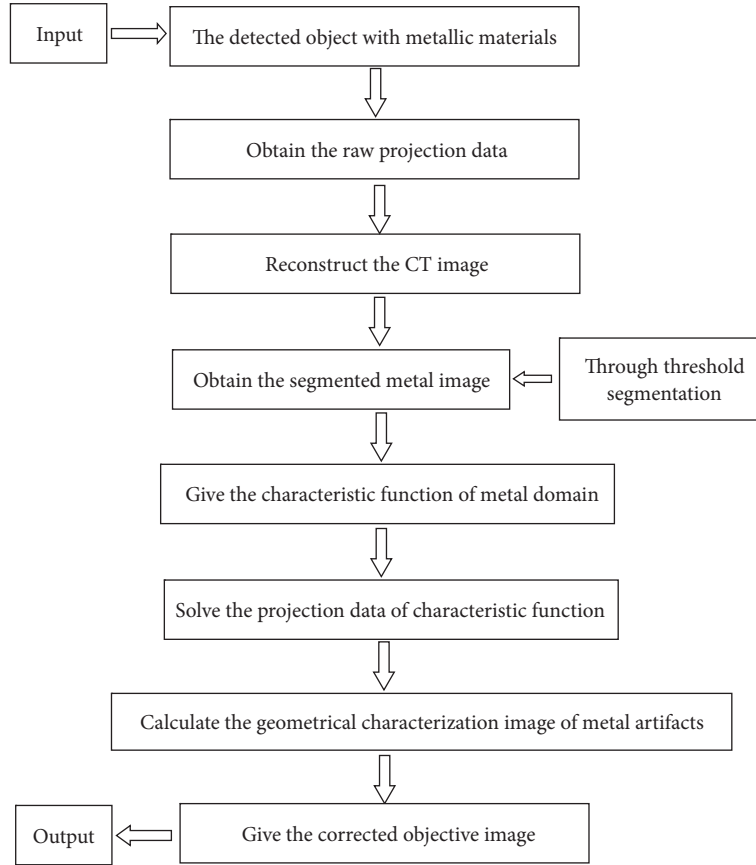 Input
The detected object with metallic materials
Obtain the raw projection data
Reconstruct the CT image
Obtain the segmented metal image
Through threshold
segmentation
Give the characteristic function of metal domain
Solve the projection data of characteristic function
Calculate the geometrical characterization image of metal artifacts
Output
Give the corrected objective image